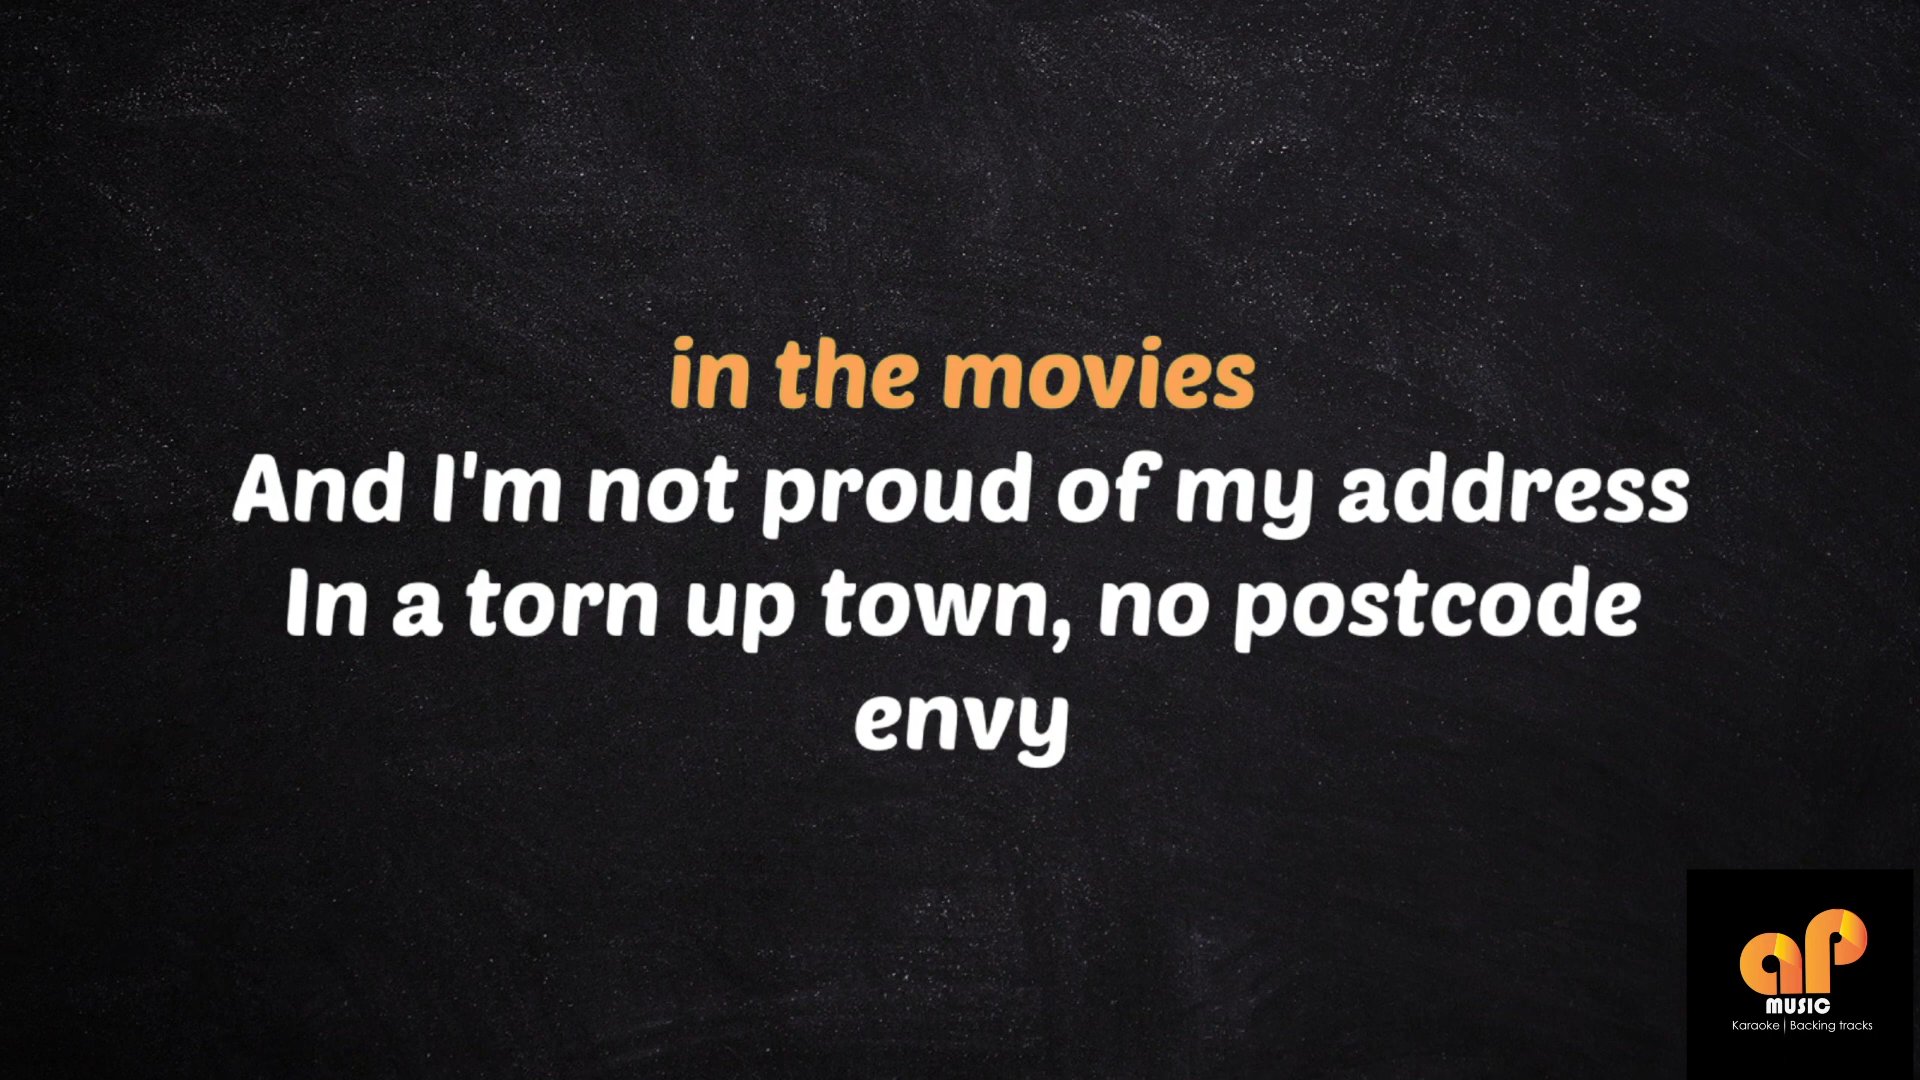 in the movies
And I'm not proud of my address
In a torn up town, no postcode
envy
aP
MUSIC
Karaoke | Backing tracks